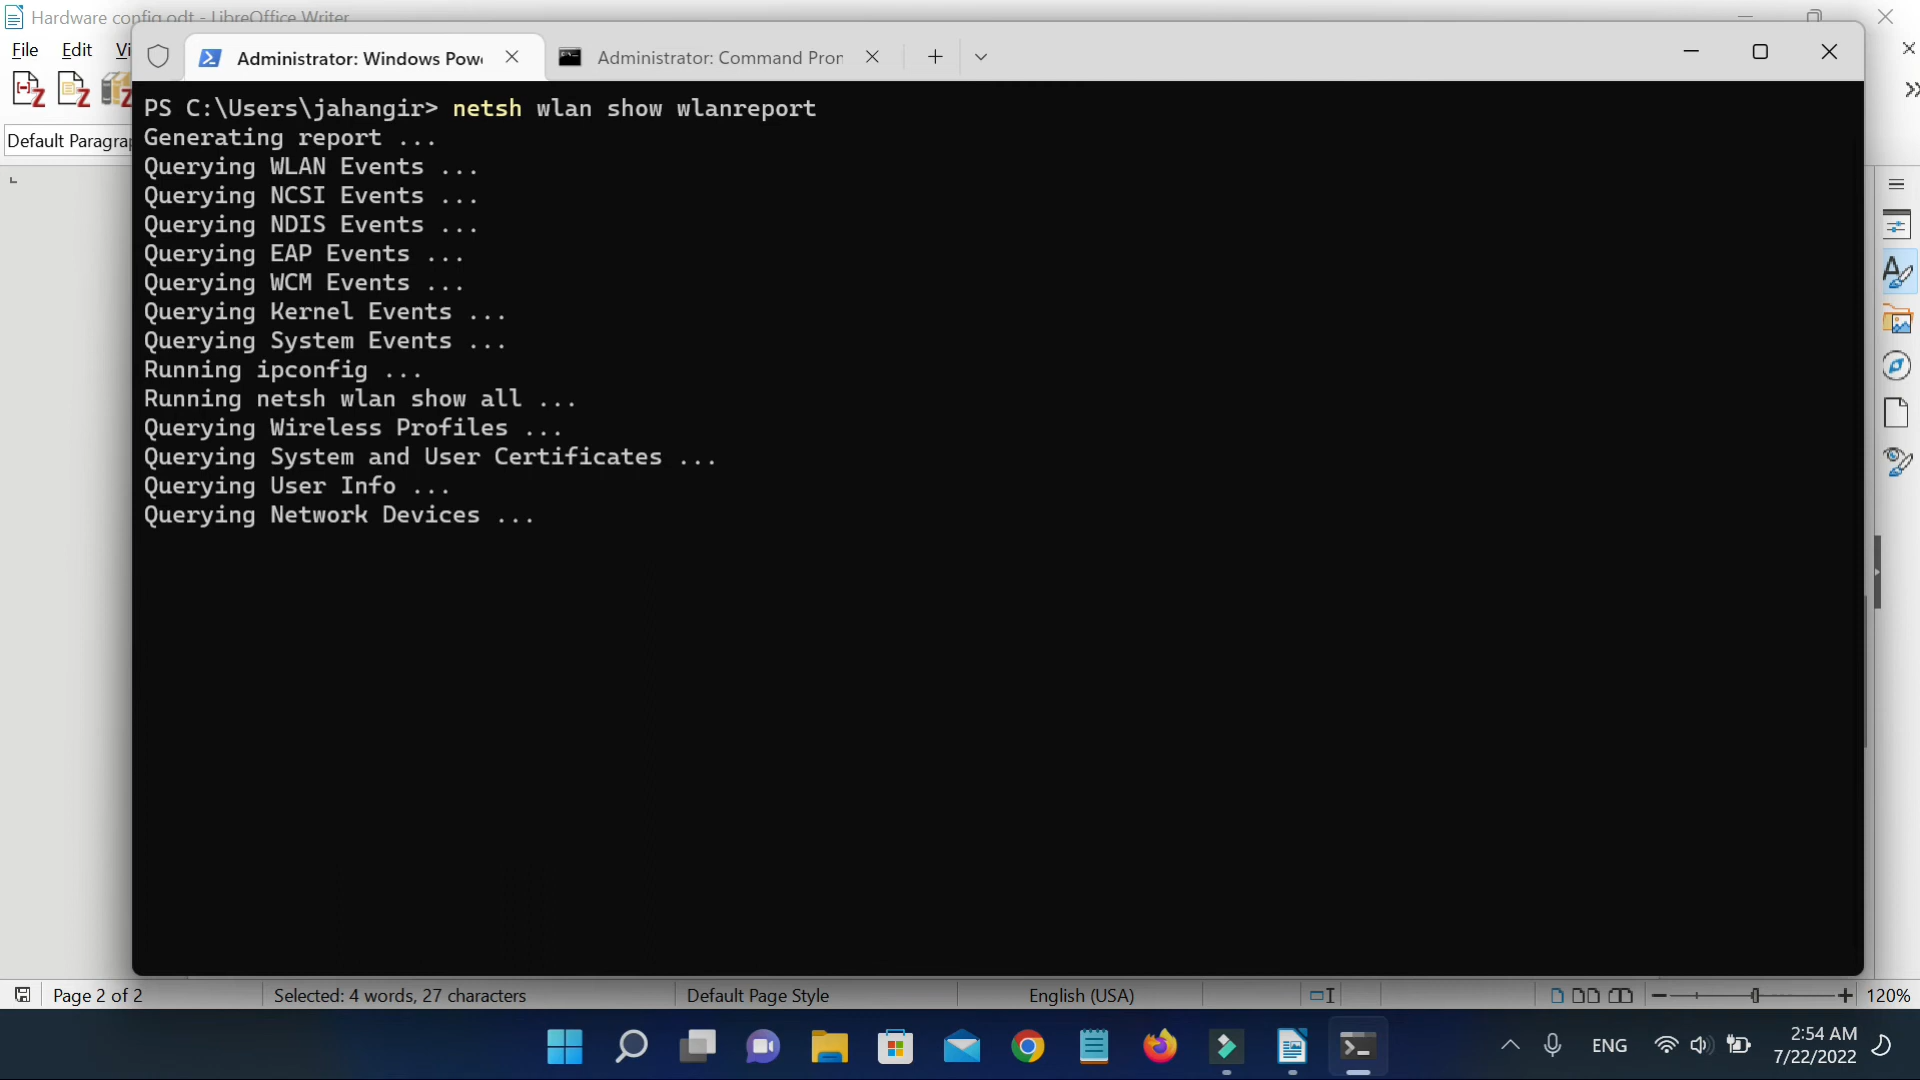 Hardware config.odt - LibreOffice Writer
File Edit Vi
Default Paragra
Administrator: Windows Powe
Administrator: Command Pron
PS C:\Users\jahangir> netsh wlan show wlanreport
Generating report ...
Querying WLAN Events ...
Querying NCSI Events ...
Querying NDIS Events ...
Querying EAP Events ...
Querying WCM Events ...
Querying Kernel Events ...
Querying System Events ...
Running ipconfig ...
Running netsh wlan show all ...
Querying Wireless Profiles ...
Querying System and User Certificates ...
Querying User Info ...
Querying Network Devices ...
Page 2 of 2 Selected: 4 words, 27 characters Default Page Style English (USA) 120%
ENG
2:54 AM
7/22/2022